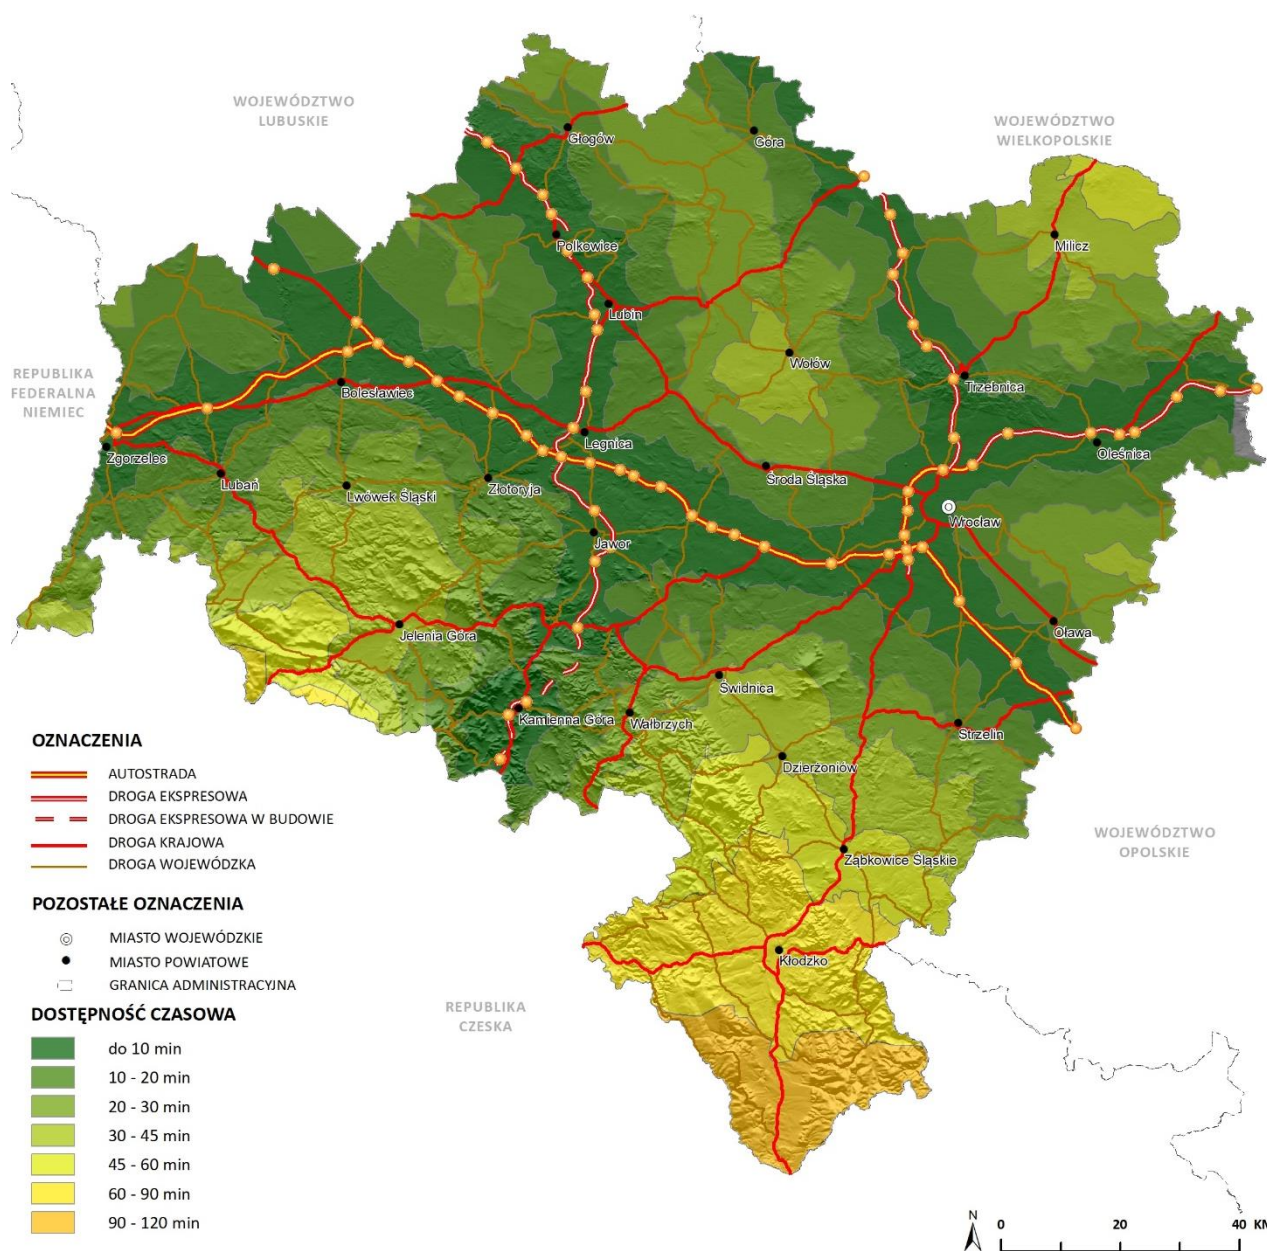 WOJEWÓDZTWO
LUBUSKIE
WOJEWÓDZTWO
WIELKOPOLSKIE
Głogów
Góra
Polkowice
Milicz
Lubin
REPUBLIKA
FEDERALNA
NIEMIEC
Wołów
Trzebnica
Bolesławiec
Legnica
Oleśnica
Zgorzelec
Lubań
Lwówek Śląski
Złotoryja
Środa Śląska
Wrocław
Jawor
Jelenia Góra
Oława
Świdnica
Kamienna Góra
Wałbrzych
Strzelin
Dzierżoniów
Ząbkowice Śląskie
WOJEWÓDZTWO
OPOLSKIE
Kłodzko
REPUBLIKA
CZESKA
OZNACZENIA
AUTOSTRADA
DROGA EKSPRESOWA
DROGA EKSPRESOWA W BUDOWIE
DROGA KRAJOWA
DROGA WOJEWÓDZKA
POZOSTAŁE OZNACZENIA
MIASTO WOJEWÓDZKIE
MIASTO POWIATOWE
GRANICA ADMINISTRACYJNA
DOSTĘPNOŚĆ CZASOWA
do 10 min
10 - 20 min
20 - 30 min
30 - 45 min
45 - 60 min
60 - 90 min
90 - 120 min
N
0 20 40 KM